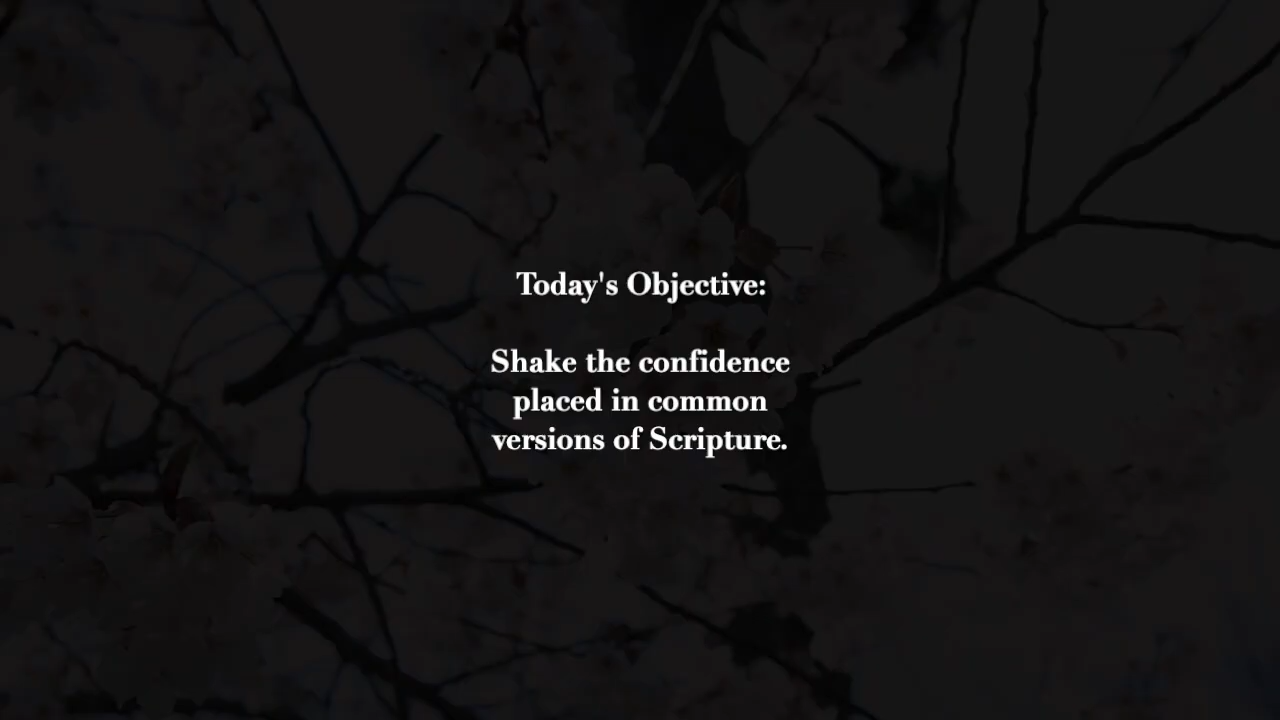 Today's Objective:
Shake the confidence
placed in common
versions of Scripture.